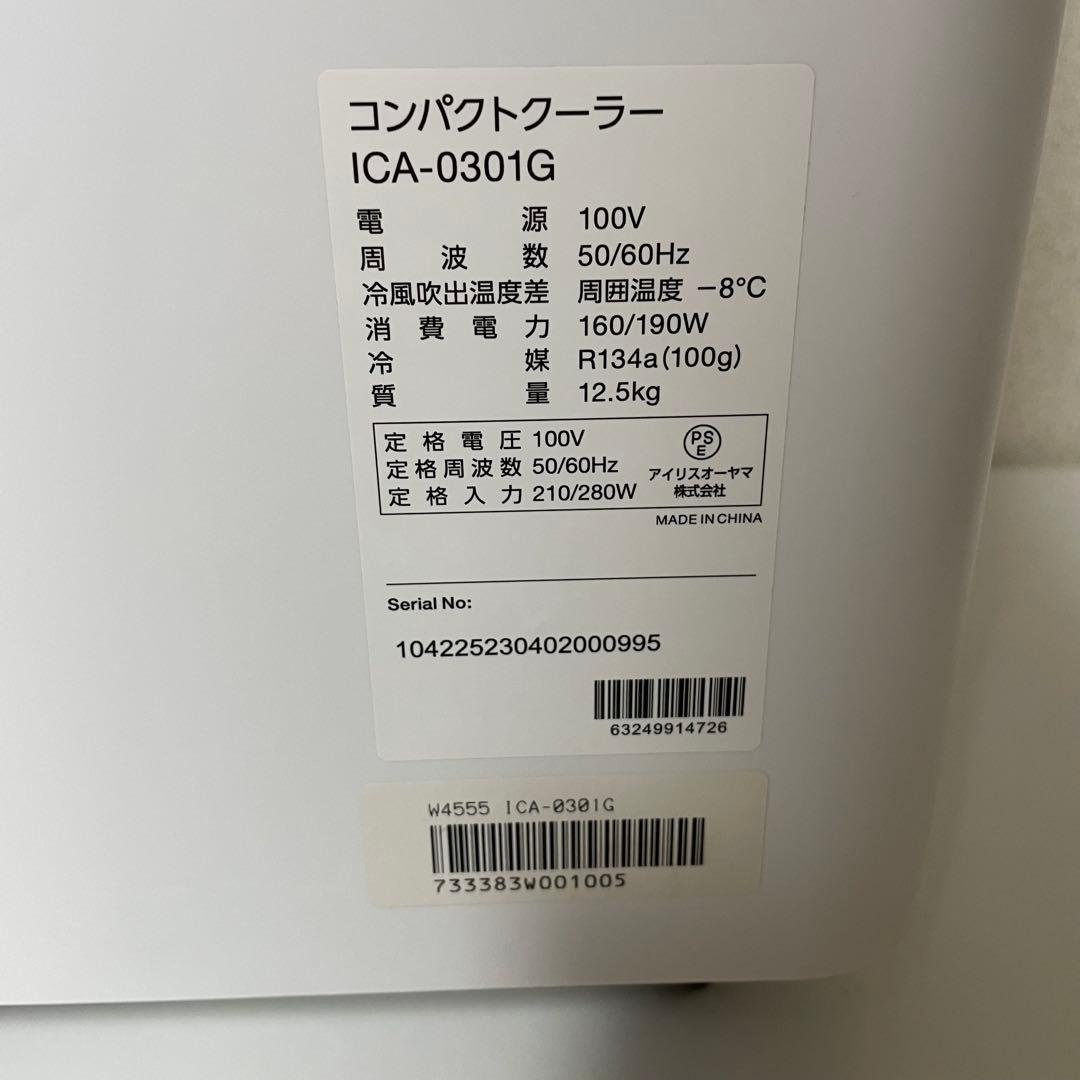 コンパクトクーラー
ICA-0301G
電源 100V
周波数 50/60Hz
冷風吹出温度差 周囲温度 −8℃
消費電力 160/190W
冷媒 R134a(100g)
質量 12.5kg
定格電圧 100V
定格周波数 50/60Hz
定格入力 210/280W
PSE
アイリスオーヤマ
株式会社
MADE IN CHINA
Serial No:
104225230402000995
63249914726
W4555 ICA-0301G
733383W001005